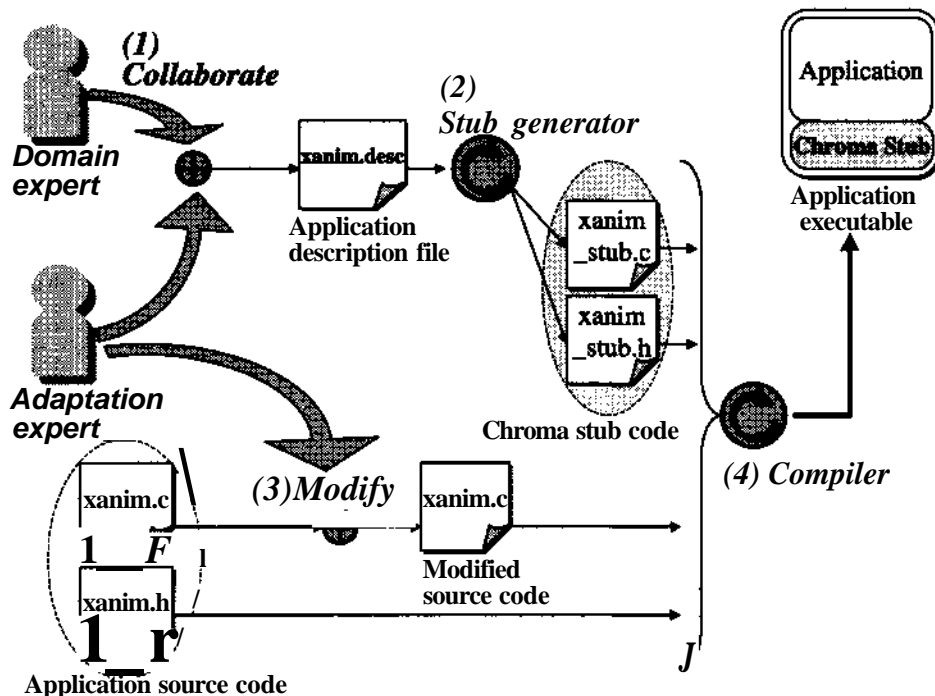 (1)
Collaborate
Domain
expert
xanim.desc
Application
description file
(2)
Stub generator
xanim
_stub.c
xanim
_stub.h
Chroma stub code
Application
Chroma Stub
Application
executable
Adaptation
expert
(3)Modify
xanim.c
1 F l
xanim.h
1 r
Application source code
xanim.c
Modified
source code
J
(4) Compiler